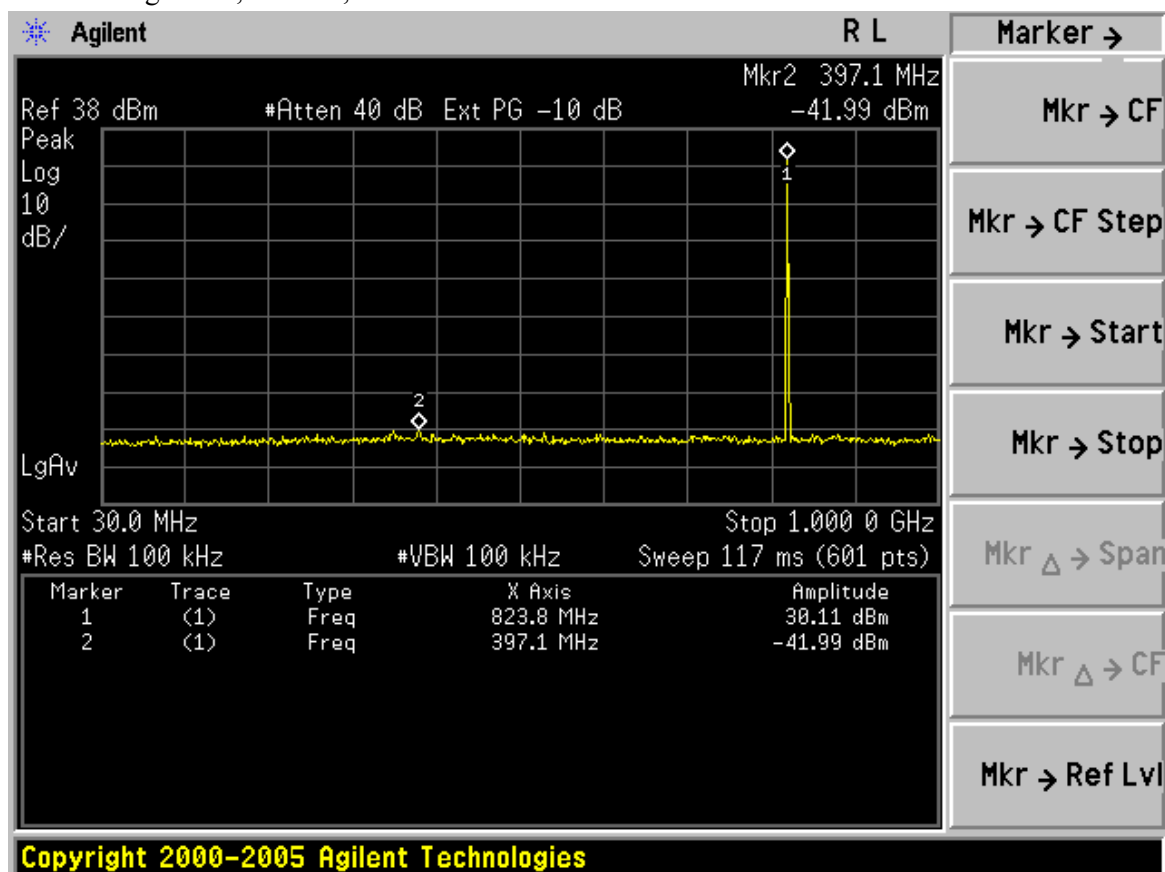 Agilent
R L
Marker →
Mkr2 397.1 MHz
Ref 38 dBm #Atten 40 dB Ext PG −10 dB −41.99 dBm
Peak
Log
10
dB/
1
2
LgAv
Start 30.0 MHz Stop 1.000 0 GHz
#Res BW 100 kHz #VBW 100 kHz Sweep 117 ms (601 pts)
Marker Trace Type X Axis Amplitude
1 (1) Freq 823.8 MHz 30.11 dBm
2 (1) Freq 397.1 MHz −41.99 dBm
Mkr → CF
Mkr → CF Step
Mkr → Start
Mkr → Stop
Mkr Δ → Span
Mkr Δ → CF
Mkr → Ref Lvl
Copyright 2000–2005 Agilent Technologies